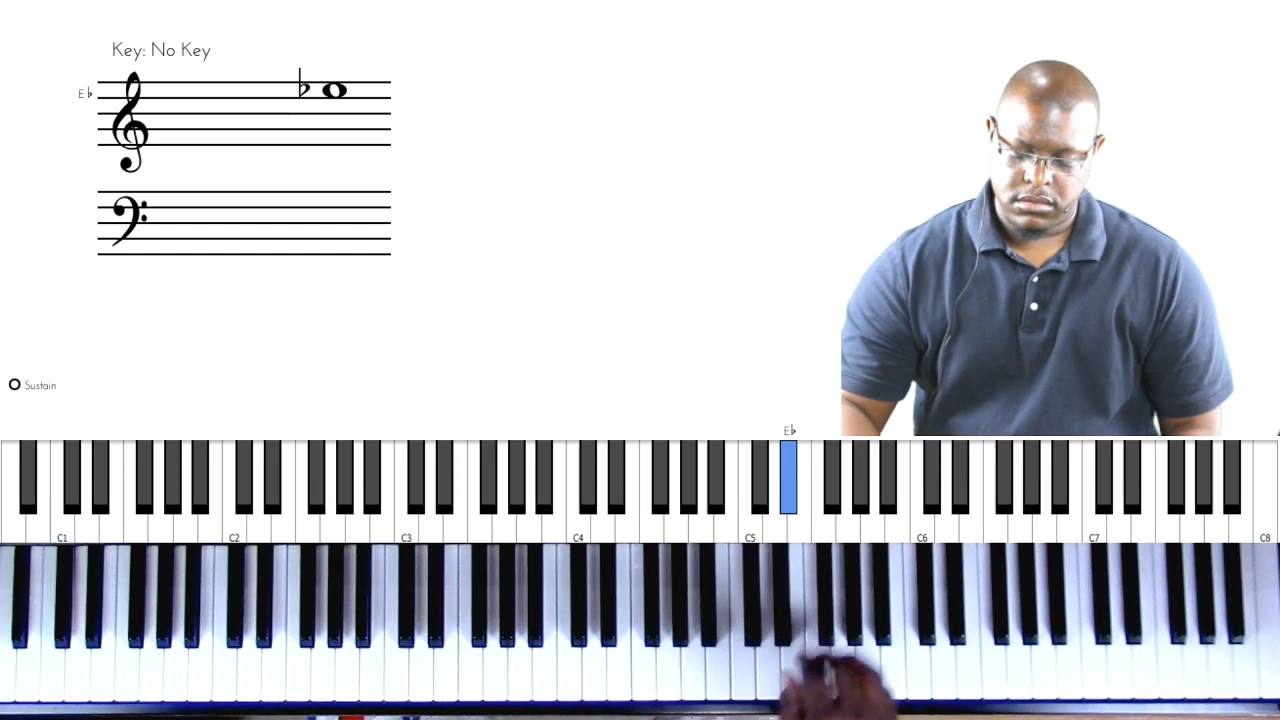 Key: No Key
E♭
Sustain
E♭
C1 C2 C3 C4 C5 C6 C7 C8